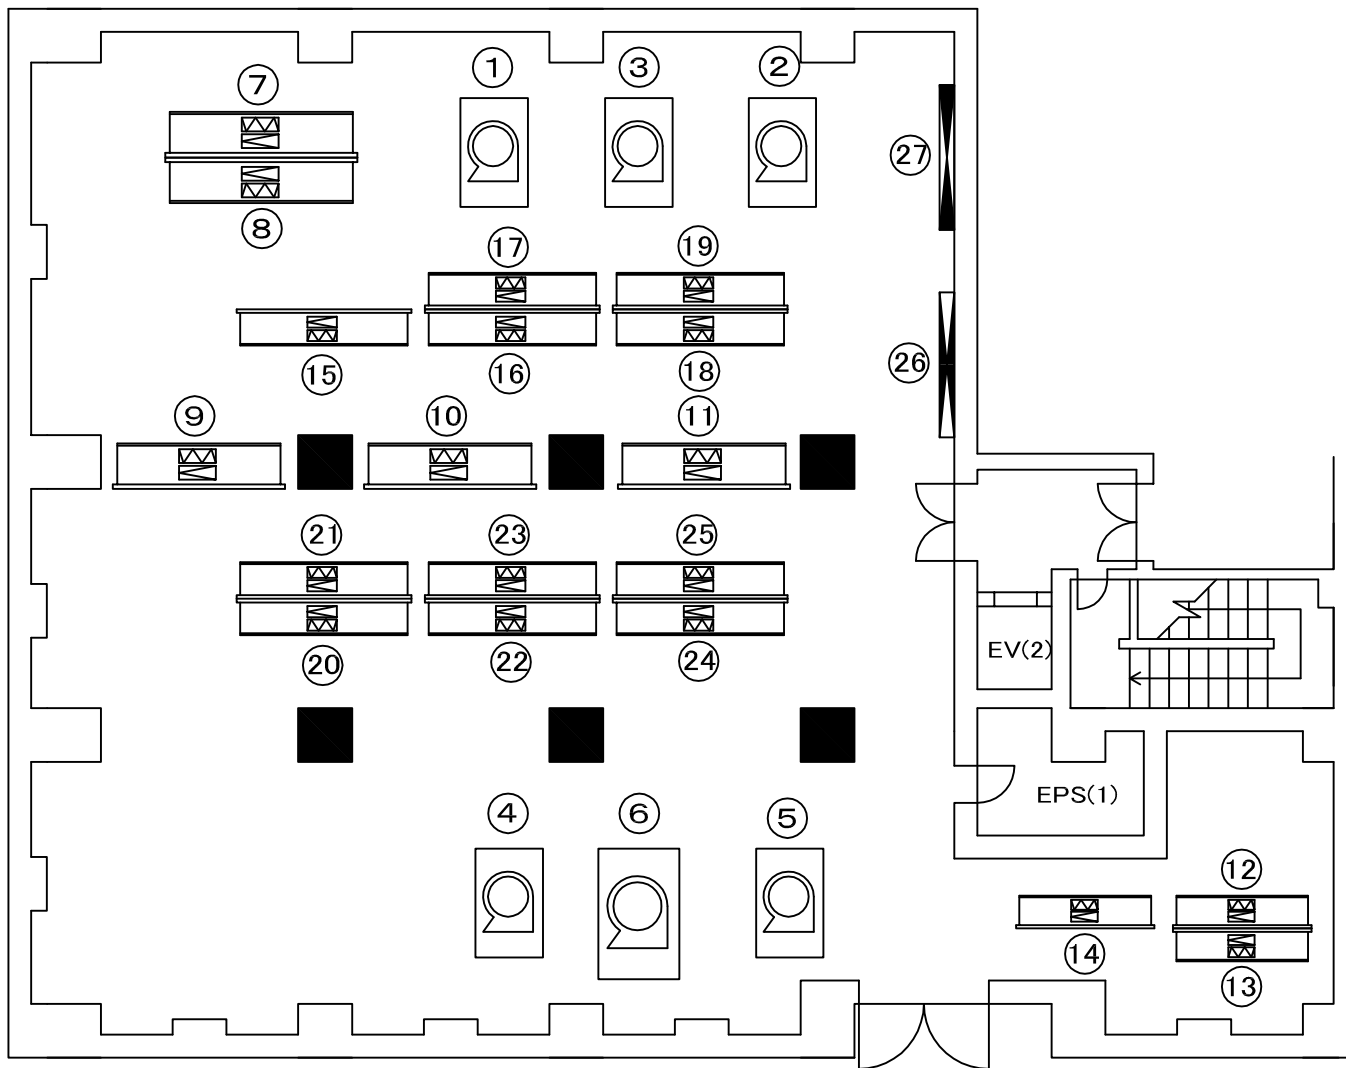 ① ③ ②
⑦
㉗
⑧
⑰ ⑲
㉖
⑮ ⑯ ⑱
⑨ ⑩ ⑪
㉑ ㉓ ㉕
EV(2)
⑳ ㉒ ㉔
EPS(1)
④ ⑥ ⑤
⑫
⑭
⑬